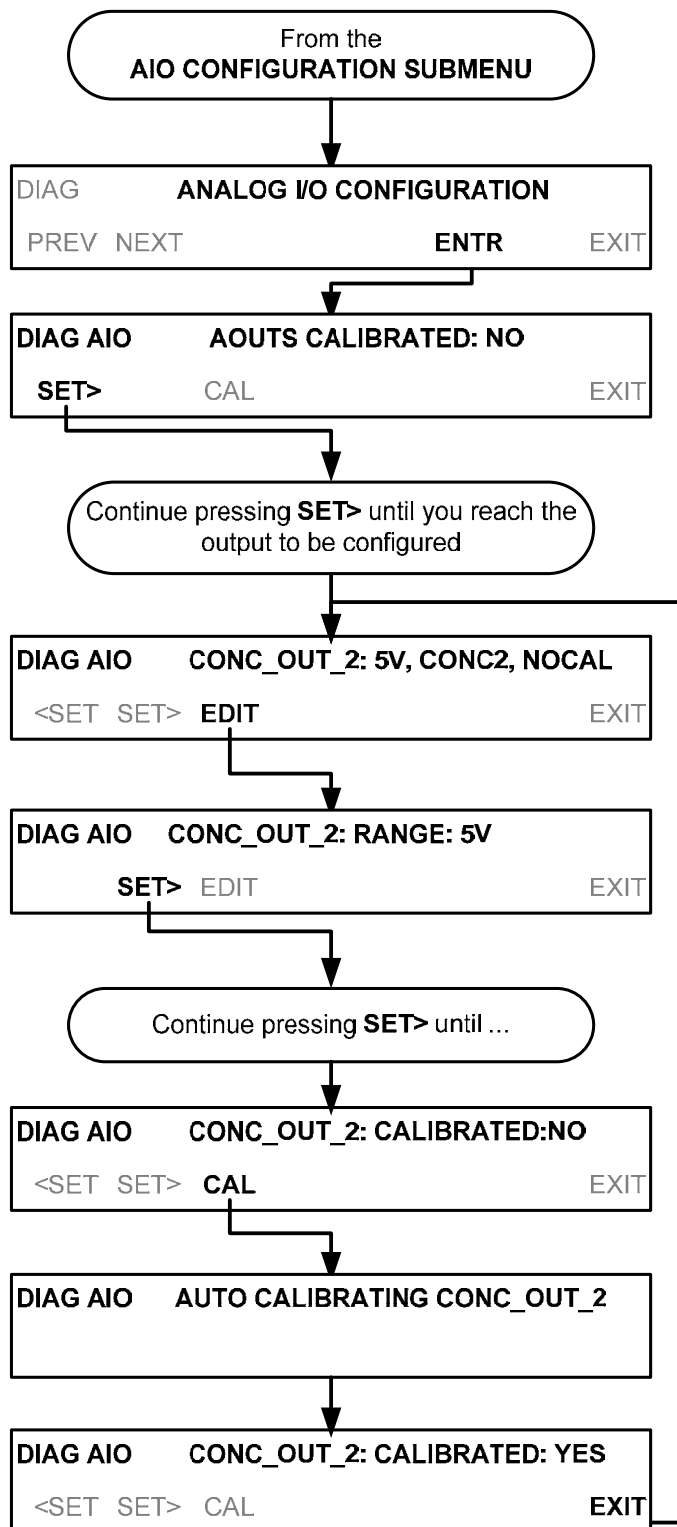 From the
AIO CONFIGURATION SUBMENU
DIAG ANALOG I/O CONFIGURATION
PREV NEXT ENTR EXIT
DIAG AIO AOUTS CALIBRATED: NO
SET> CAL EXIT
Continue pressing SET> until you reach the
output to be configured
DIAG AIO CONC_OUT_2: 5V, CONC2, NOCAL
<SET SET> EDIT EXIT
DIAG AIO CONC_OUT_2: RANGE: 5V
SET> EDIT EXIT
Continue pressing SET> until ...
DIAG AIO CONC_OUT_2: CALIBRATED:NO
<SET SET> CAL EXIT
DIAG AIO AUTO CALIBRATING CONC_OUT_2
DIAG AIO CONC_OUT_2: CALIBRATED: YES
<SET SET> CAL EXIT